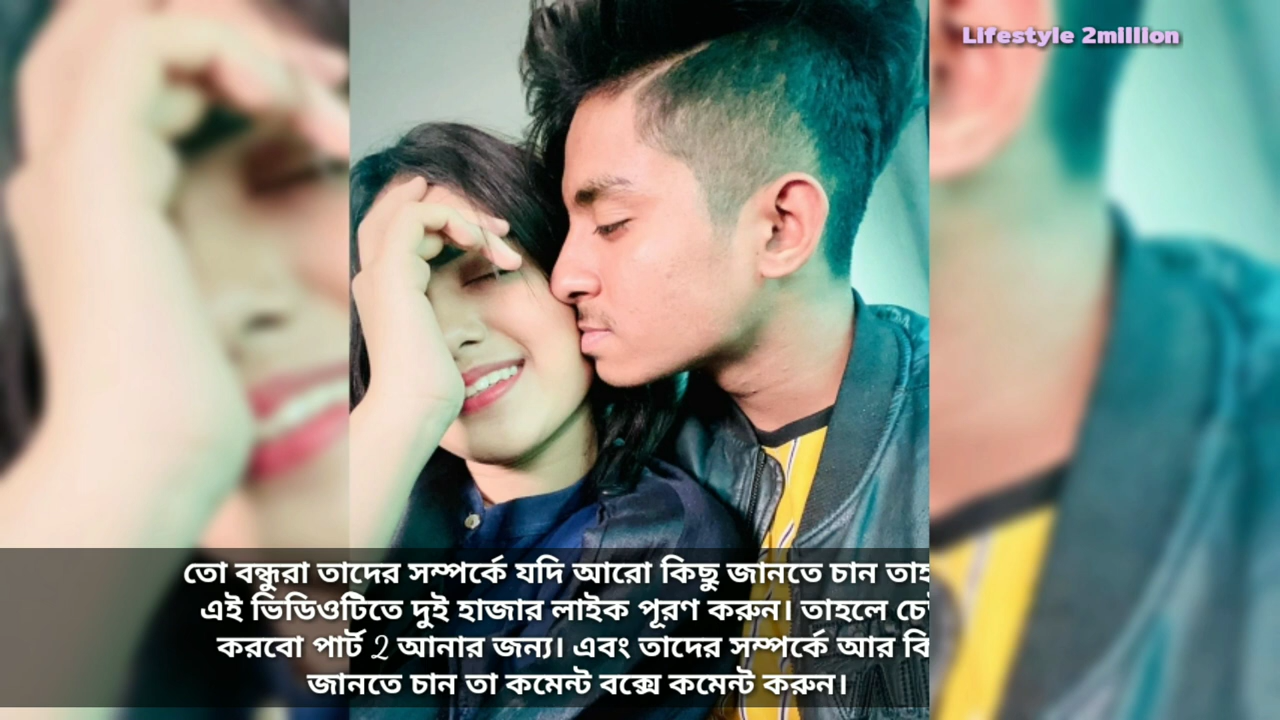 Lifestyle 2million
তো বন্ধুরা তাদের সম্পর্কে যদি আরো কিছু জানতে চান
এই ভিডিওটিতে দুই হাজার লাইক পূরণ করুন। তাহলে
করবো পার্ট 2 আনার জন্য। এবং তাদের সম্পর্কে আর
জানতে চান তা কমেন্ট বক্সে কমেন্ট করুন।